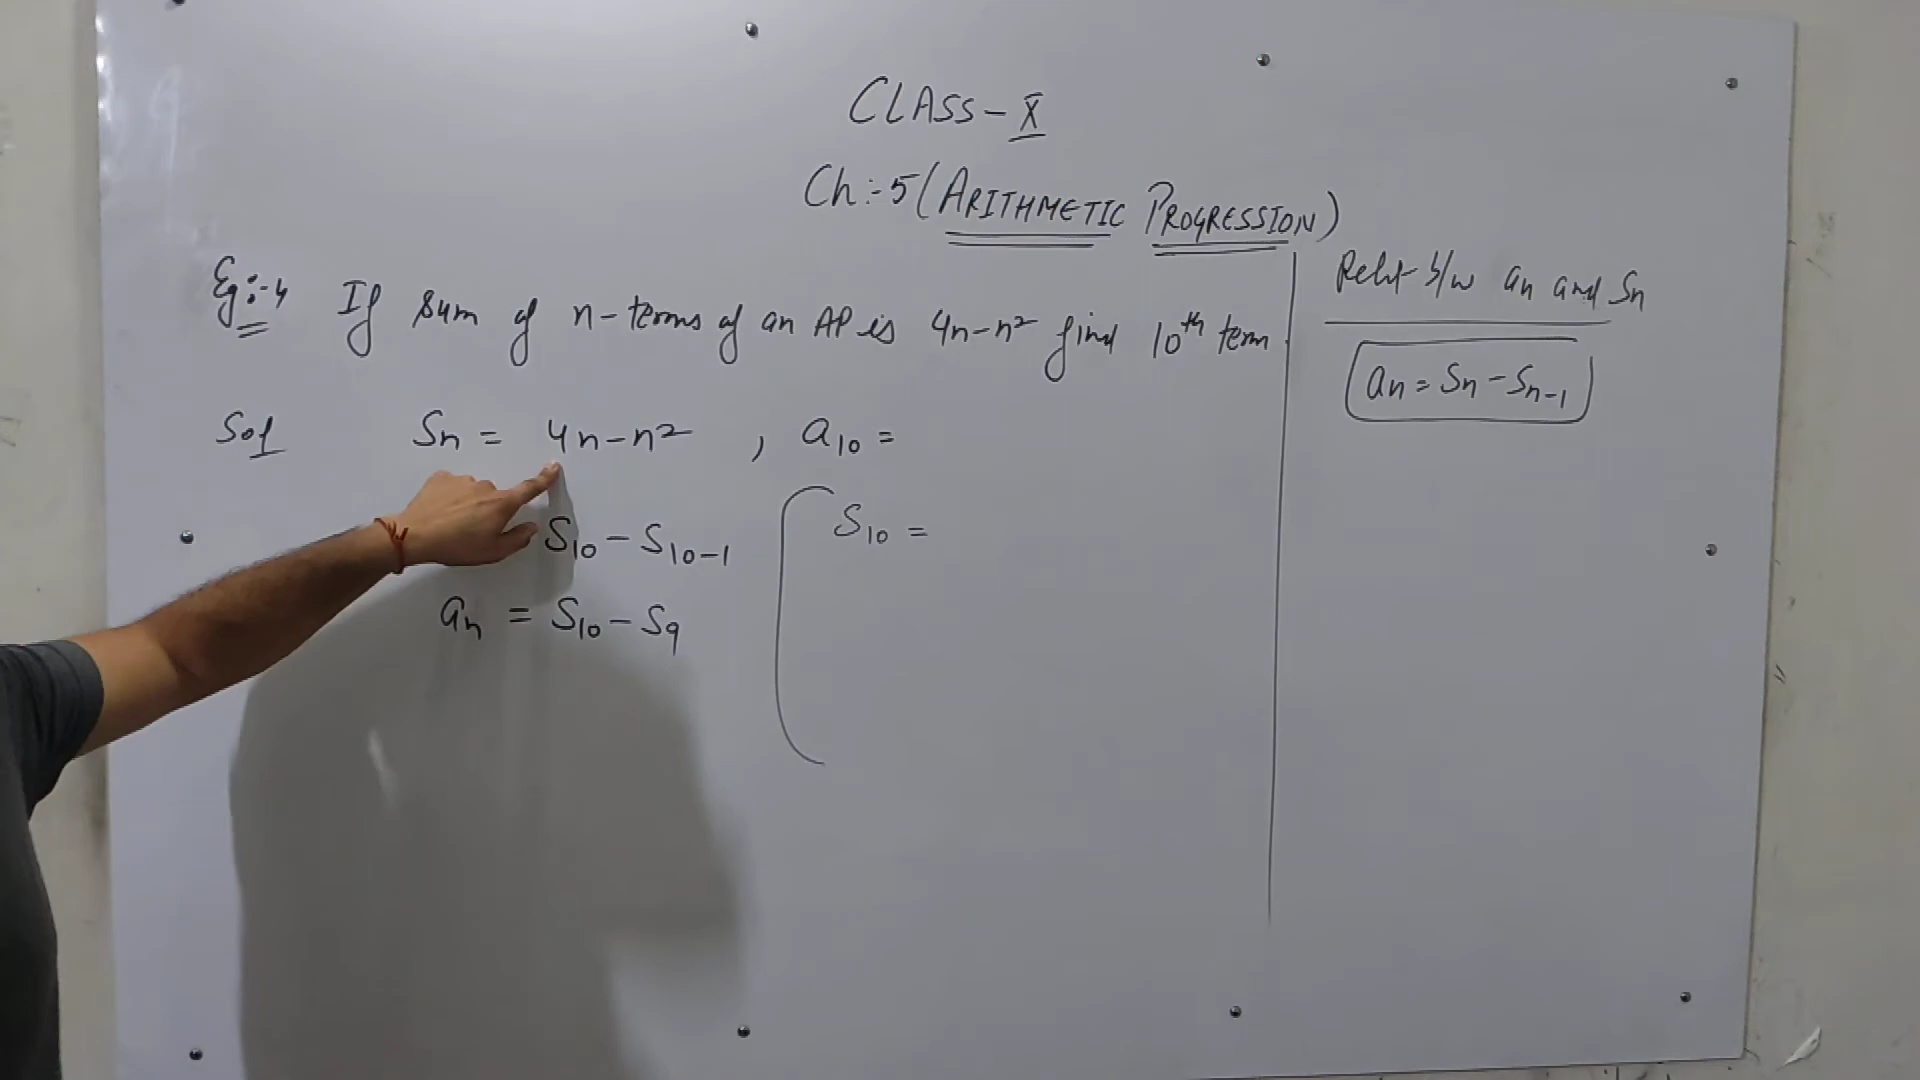 CLASS - X
Ch :- 5 (ARITHMETIC PROGRESSION)
Eg :- 4 If sum of n-terms of an AP is 4n-n² find 10th term.
Sol Sn = 4n-n² , a10 =
S10 - S10-1
an = S10 - S9
S10 =
Relt b/w an and Sn
an = Sn - Sn-1